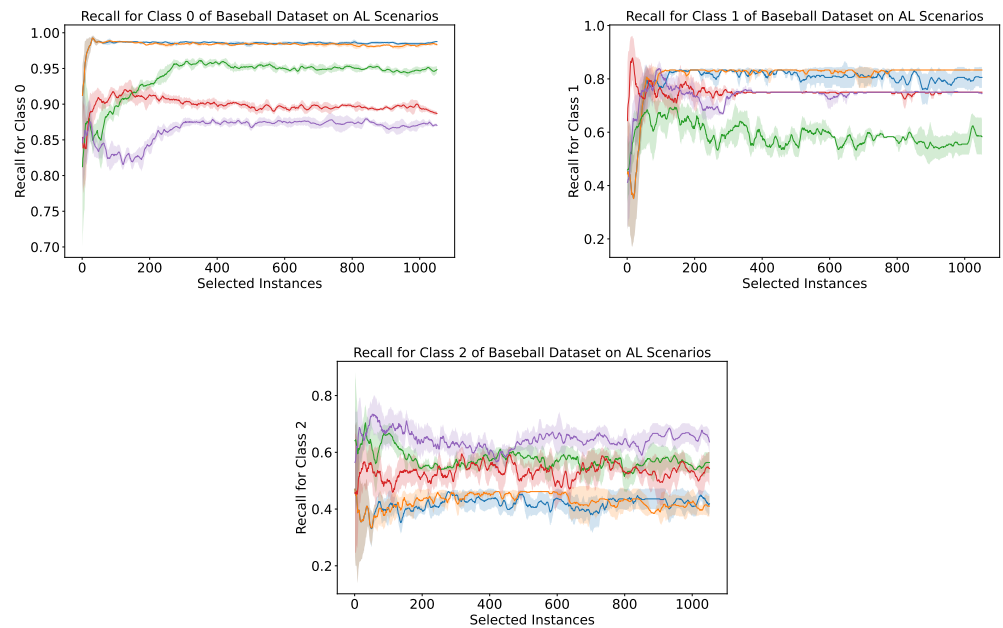 Recall for Class 0 of Baseball Dataset on AL Scenarios
Recall for Class 0
1.00
0.95
0.90
0.85
0.80
0.75
0.70
0 200 400 600 800 1000
Selected Instances
Recall for Class 1 of Baseball Dataset on AL Scenarios
Recall for Class 1
1.0
0.8
0.6
0.4
0.2
0 200 400 600 800 1000
Selected Instances
Recall for Class 2 of Baseball Dataset on AL Scenarios
Recall for Class 2
0.8
0.6
0.4
0.2
0 200 400 600 800 1000
Selected Instances